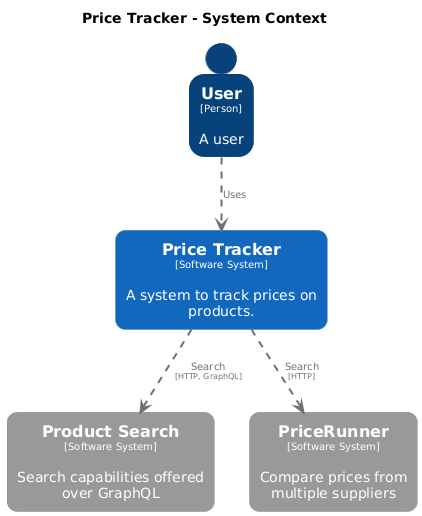 Price Tracker - System Context
User
[Person]
A user
Uses
Price Tracker
[Software System]
A system to track prices on
products.
Search
[HTTP, GraphQL]
Search
[HTTP]
Product Search
[Software System]
Search capabilities offered
over GraphQL
PriceRunner
[Software System]
Compare prices from
multiple suppliers